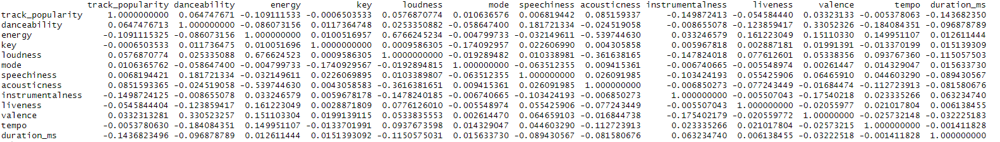 track_popularity danceability energy key loudness mode speechiness acousticness instrumentalness liveness valence tempo duration_ms
track_popularity 1.0000000000 0.064747671 -0.109111533 -0.0006503533 0.0576870774 0.010636576 0.006819442 0.085159337 -0.149872413 -0.054584440 0.03323133 -0.005378063 -0.143682350
danceability 0.0647476713 1.000000000 -0.086073156 0.0117364748 0.0253350882 -0.058647400 0.181721334 -0.024519058 -0.008655078 -0.123859417 0.33052326 -0.184084351 -0.096878789
energy -0.1091115325 -0.086073156 1.000000000 0.0100516957 0.6766245234 -0.004799733 -0.032149611 -0.539744630 0.033246579 0.161223049 0.15110330 0.149951107 0.012611444
key -0.0006503533 0.011736475 0.010051696 1.0000000000 0.0009586305 -0.174092957 0.022606990 0.004305858 0.005967818 0.002887181 0.01991391 -0.013370199 0.015139309
loudness 0.0576870774 0.025335088 0.676624523 0.0009586305 1.0000000000 -0.019289482 0.010338981 -0.361638165 -0.147824018 0.077612601 0.05338356 0.093767360 -0.115057503
mode 0.0106365762 -0.058647400 -0.004799733 -0.1740929567 -0.0192894815 1.000000000 -0.063512355 0.009415361 -0.006740665 -0.005548974 0.00261447 0.014329047 0.015633730
speechiness 0.0068194421 0.181721334 -0.032149611 0.0226069895 0.0103389807 -0.063512355 1.000000000 0.026091985 -0.103424193 0.055425906 0.06465910 0.044603290 -0.089430567
acousticness 0.0851593365 -0.024519058 -0.539744630 0.0043058583 -0.3616381651 0.009415361 0.026091985 1.000000000 -0.006850273 -0.077243449 -0.01684474 -0.112723913 -0.081580676
instrumentalness -0.1498724125 -0.008655078 0.033246579 0.0059678178 -0.1478240185 -0.006740665 -0.103424193 -0.006850273 1.000000000 -0.005507043 -0.17540218 0.023335266 0.063234740
liveness -0.0545844404 -0.123859417 0.161223049 0.0028871809 0.0776126010 -0.005548974 0.055425906 -0.077243449 -0.005507043 1.000000000 -0.02055977 0.021017804 0.006138455
valence 0.0332313281 0.330523257 0.151103304 0.0199139115 0.0533835553 0.002614470 0.064659103 -0.016844738 -0.175402179 -0.020559772 1.00000000 -0.025732148 -0.032225183
tempo -0.0053780630 -0.184084351 0.149951107 -0.0133701991 0.0937673598 0.014329047 0.044603290 -0.112723913 0.023335266 0.021017804 -0.02573215 1.000000000 -0.001411828
duration_ms -0.1436823496 -0.096878789 0.012611444 0.0151393092 -0.1150575031 0.015633730 -0.089430567 -0.081580676 0.063234740 0.006138455 -0.03222518 -0.001411828 1.000000000